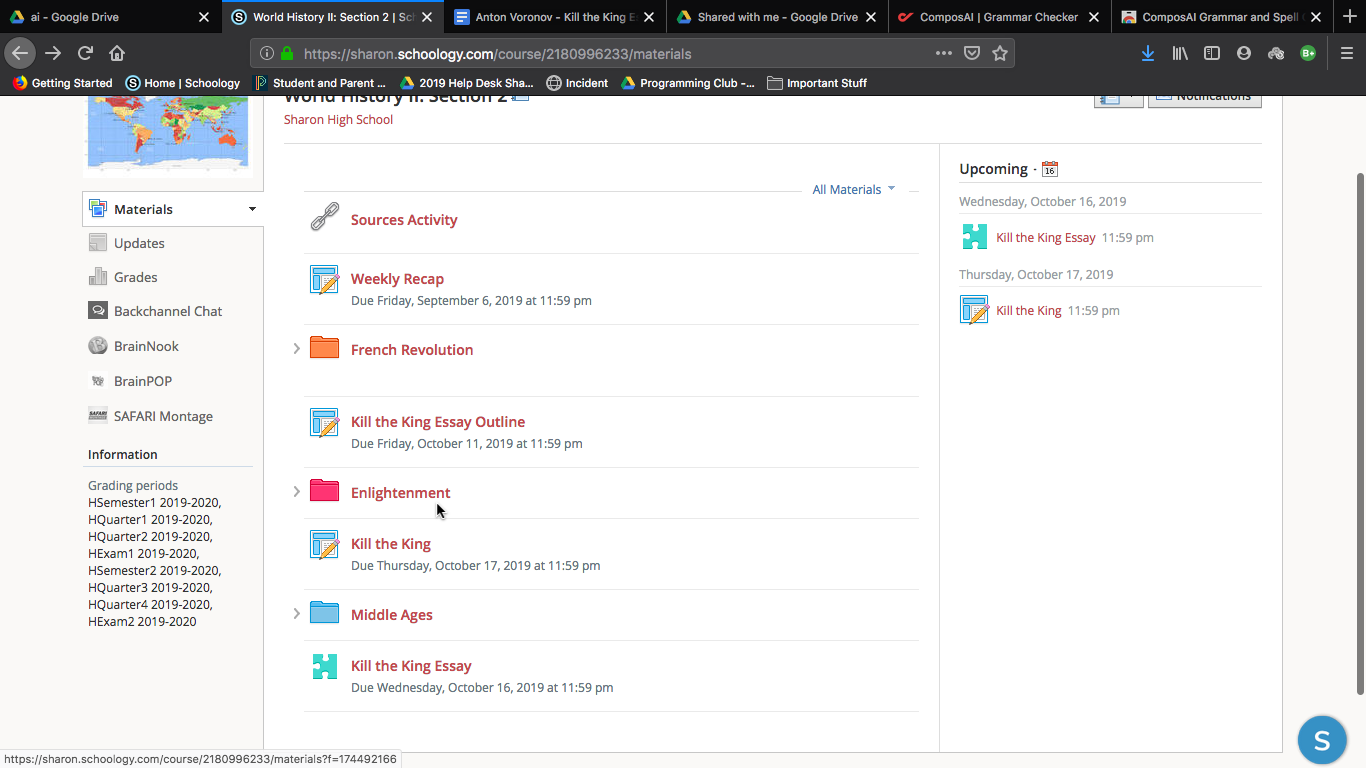 ai – Google Drive
World History II: Section 2 | Sc
Anton Voronov – Kill the King E
Shared with me – Google Drive
ComposAI | Grammar Checker
ComposAI Grammar and Spell
https://sharon.schoology.com/course/2180996233/materials
Getting Started
Home | Schoology
Student and Parent ...
2019 Help Desk Sha...
Incident
Programming Club -...
Important Stuff
World History II: Section 2
Notifications
Sharon High School
All Materials
Materials
Updates
Grades
Backchannel Chat
BrainNook
BrainPOP
SAFARI Montage
Information
Grading periods
HSemester1 2019-2020,
HQuarter1 2019-2020,
HQuarter2 2019-2020,
HExam1 2019-2020,
HSemester2 2019-2020,
HQuarter3 2019-2020,
HQuarter4 2019-2020,
HExam2 2019-2020
Sources Activity
Weekly Recap
Due Friday, September 6, 2019 at 11:59 pm
French Revolution
Kill the King Essay Outline
Due Friday, October 11, 2019 at 11:59 pm
Enlightenment
Kill the King
Due Thursday, October 17, 2019 at 11:59 pm
Middle Ages
Kill the King Essay
Due Wednesday, October 16, 2019 at 11:59 pm
Upcoming · 16
Wednesday, October 16, 2019
Kill the King Essay 11:59 pm
Thursday, October 17, 2019
Kill the King 11:59 pm
S
https://sharon.schoology.com/course/2180996233/materials?f=174492166